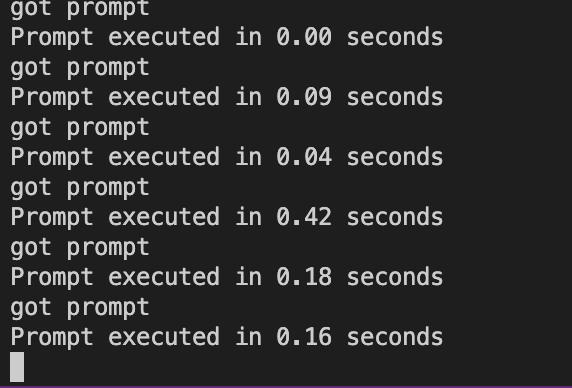 got prompt
Prompt executed in 0.00 seconds
got prompt
Prompt executed in 0.09 seconds
got prompt
Prompt executed in 0.04 seconds
got prompt
Prompt executed in 0.42 seconds
got prompt
Prompt executed in 0.18 seconds
got prompt
Prompt executed in 0.16 seconds